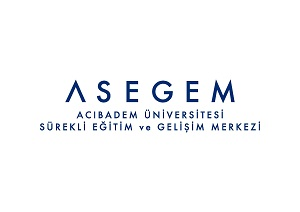 ASEGEM
ACIBADEM ÜNİVERSİTESİ
SÜREKLİ EĞİTİM ve GELİŞİM MERKEZİ